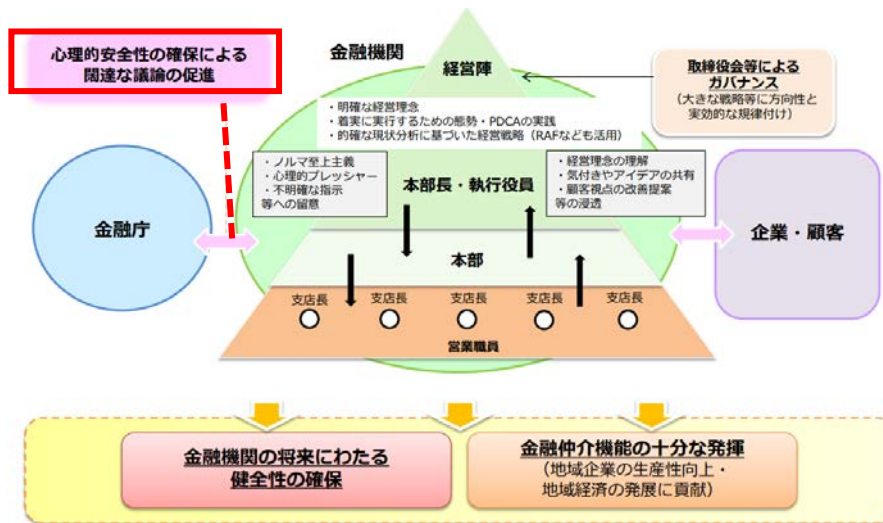 心理的安全性の確保による
闊達な議論の促進
金融機関
経営陣
取締役会等による
ガバナンス
（大きな戦略等に方向性と
実効的な規律付け）
・明確な経営理念
・着実に実行するための態勢・PDCAの実践
・的確な現状分析に基づいた経営戦略（RAFなども活用）
・ノルマ至上主義
・心理的プレッシャー
・不明確な指示
等への留意
本部長・執行役員
・経営理念の理解
・気付きやアイデアの共有
・顧客視点の改善提案
等の浸透
金融庁
企業・顧客
本部
支店長 支店長 支店長 支店長 支店長
営業職員
金融機関の将来にわたる
健全性の確保
金融仲介機能の十分な発揮
（地域企業の生産性向上・
地域経済の発展に貢献）